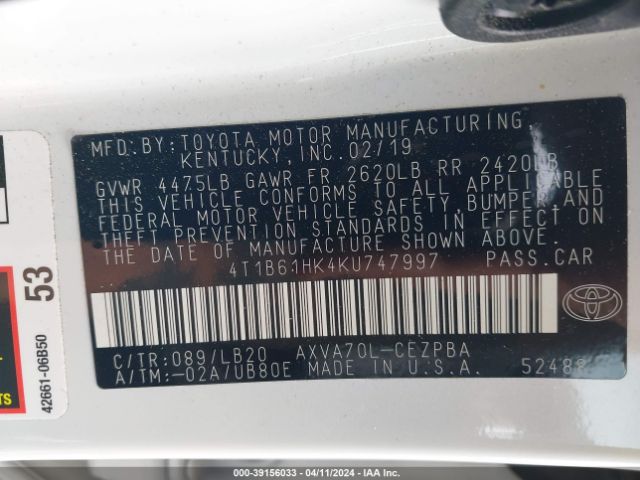 MFD. BY: TOYOTA MOTOR MANUFACTURING
KENTUCKY, INC. 02/19
GVWR 4475LB GAWR FR 2620LB RR 2420LB
THIS VEHICLE CONFORMS TO ALL APPLICABLE
FEDERAL MOTOR VEHICLE SAFETY, BUMPER, AND
THEFT PREVENTION STANDARDS IN EFFECT ON
THE DATE OF MANUFACTURE SHOWN ABOVE.
4T1B61HK4KU747997 PASS.CAR
C/TR: 089/LB20 AXVA70L-CEZPBA
A/TM:-02A/UB80E MADE IN U.S.A. 
53
42661-06B50
TS
000-39156033 - 04/11/2024 - IAA Inc.